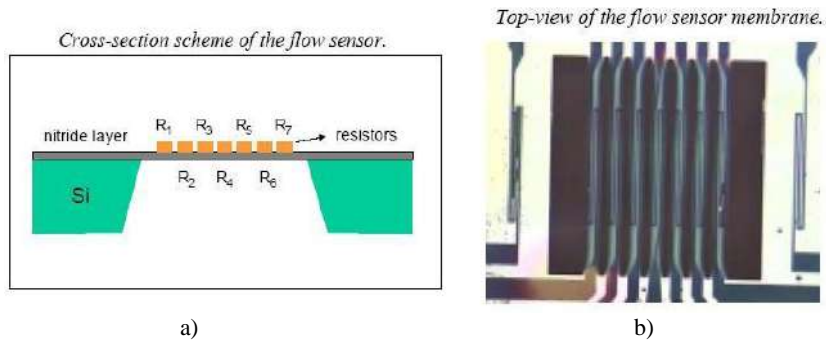 Cross-section scheme of the flow sensor.
Top-view of the flow sensor membrane.
R1 R3 R5 R7
nitride layer
resistors
R2 R4 R6
Si
a)
b)